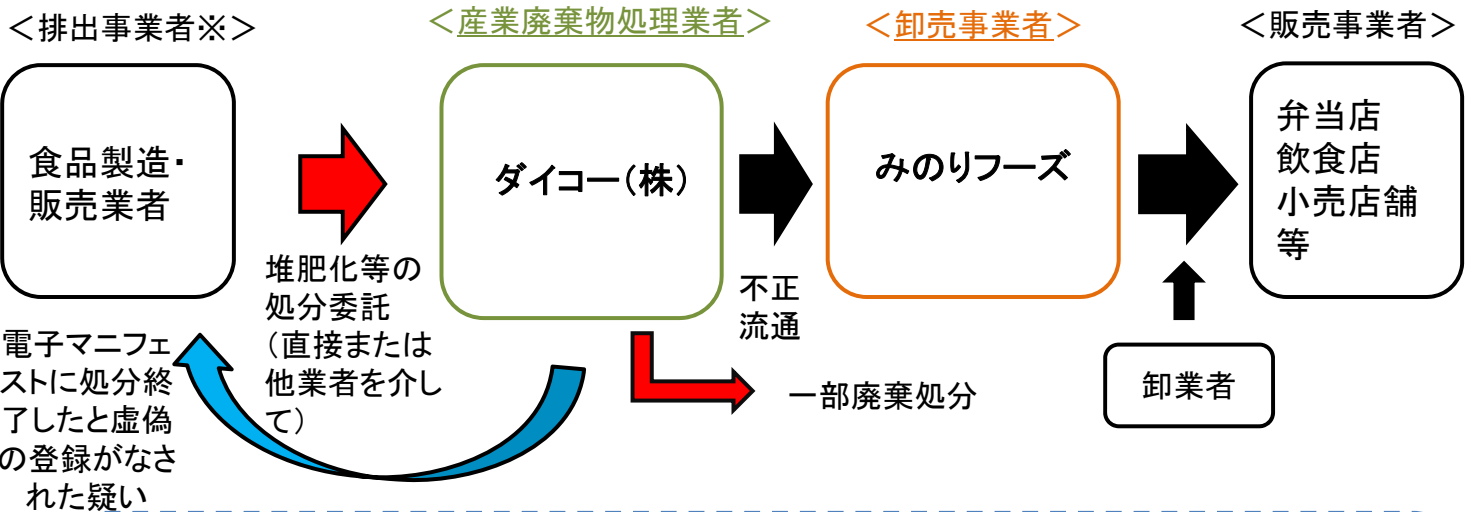 ＜排出事業者※＞
＜産業廃棄物処理業者＞
＜卸売事業者＞
＜販売事業者＞
食品製造・
販売業者
ダイコー（株）
みのりフーズ
弁当店
飲食店
小売店舗
等
堆肥化等の
処分委託
（直接または
他業者を介し
て）
不正
流通
電子マニフェ
ストに処分終
了したと虚偽
の登録がなさ
れた疑い
一部廃棄処分
卸業者